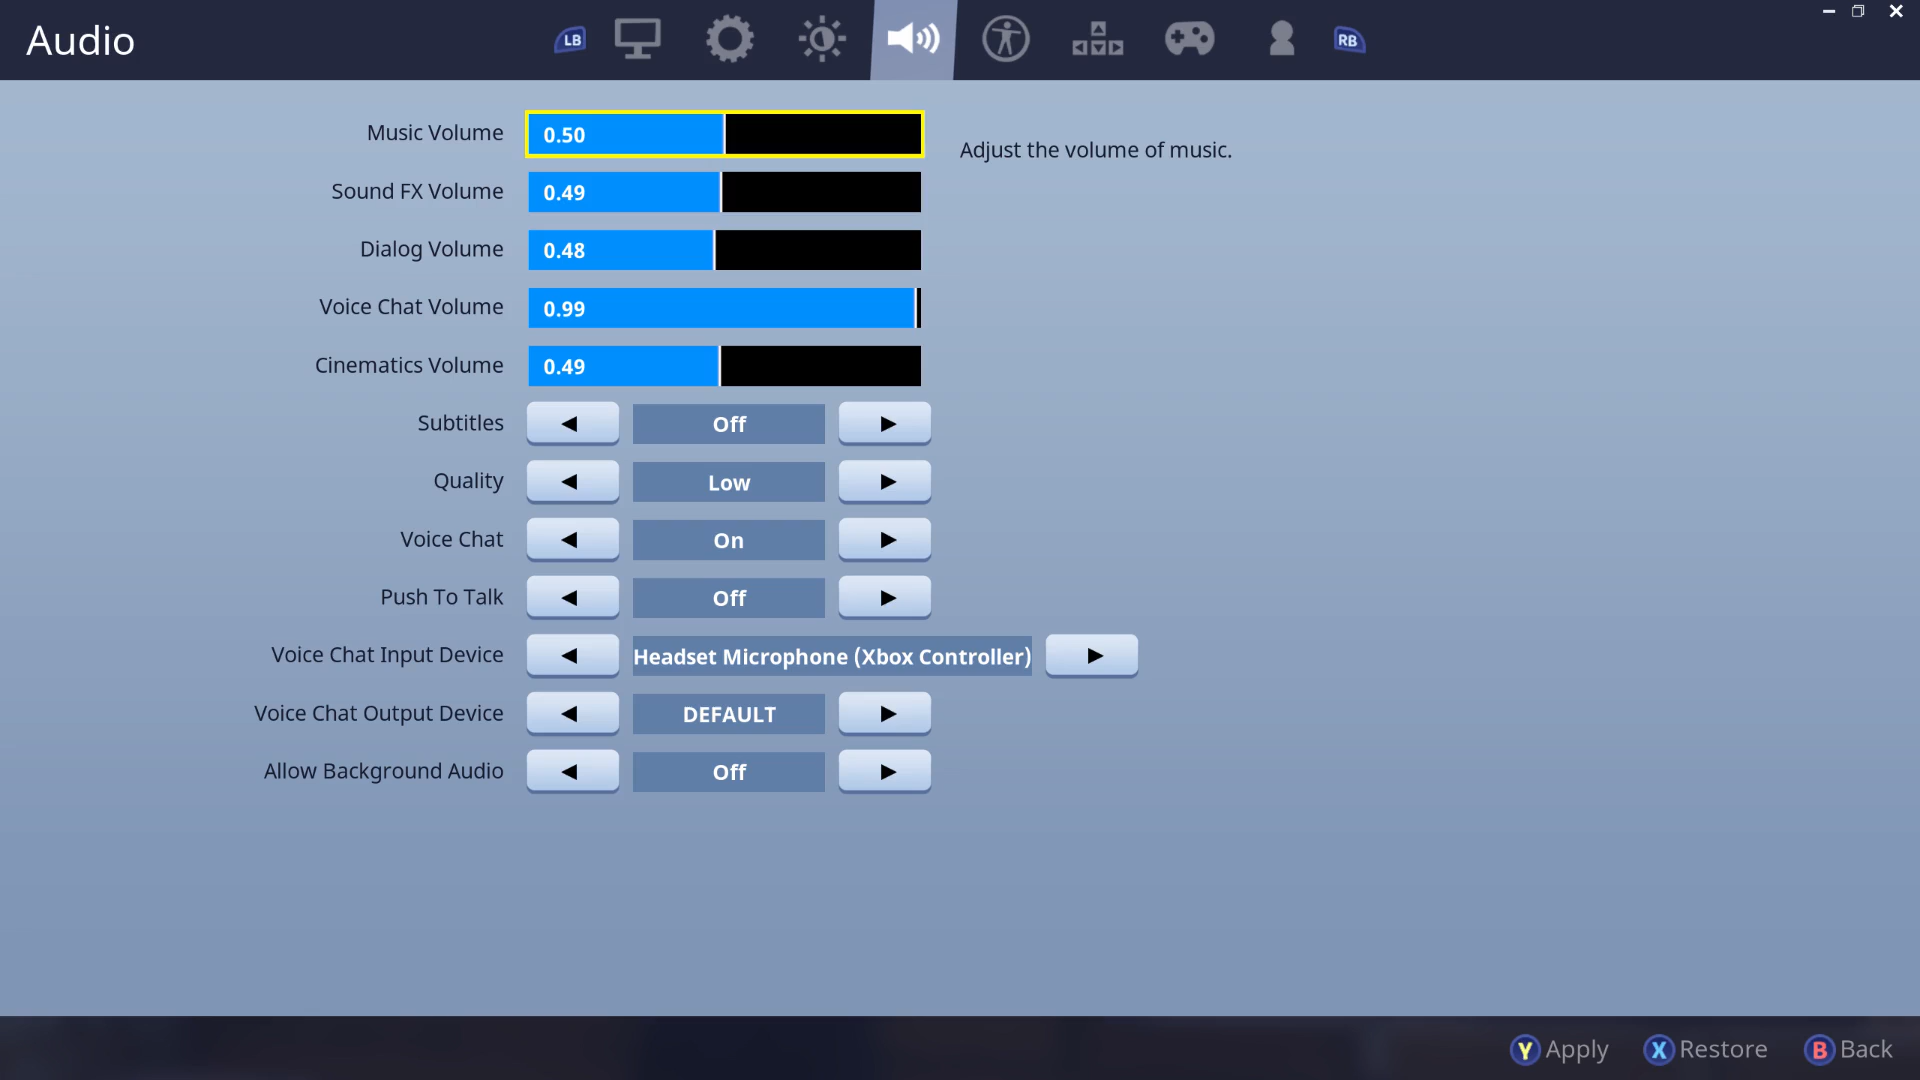 Audio
LB
RB
Music Volume 0.50
Adjust the volume of music.
Sound FX Volume 0.49
Dialog Volume 0.48
Voice Chat Volume 0.99
Cinematics Volume 0.49
Subtitles Off
Quality Low
Voice Chat On
Push To Talk Off
Voice Chat Input Device Headset Microphone (Xbox Controller)
Voice Chat Output Device DEFAULT
Allow Background Audio Off
Y Apply X Restore B Back